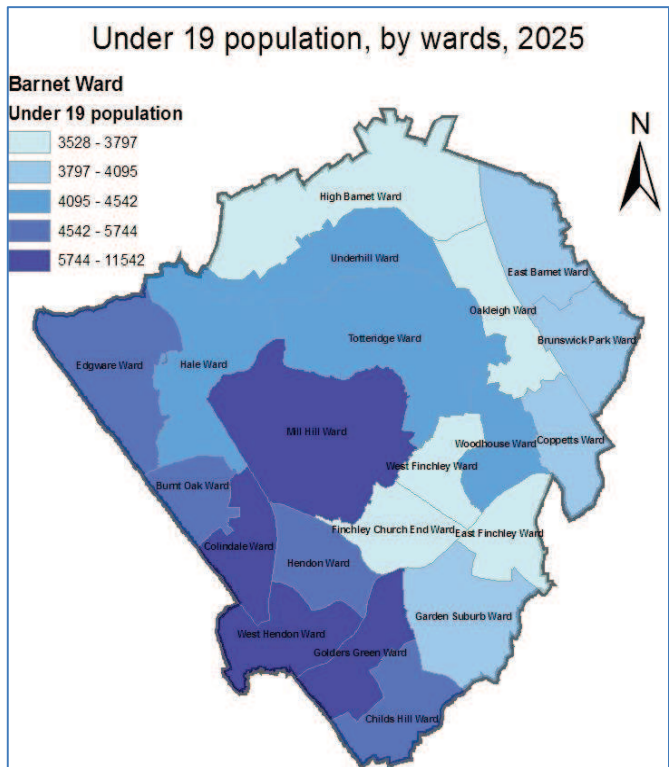 Under 19 population, by wards, 2025
Barnet Ward
Under 19 population
3528 - 3797
3797 - 4095
4095 - 4542
4542 - 5744
5744 - 11542
N
High Barnet Ward
Underhill Ward
East Barnet Ward
Oakleigh Ward
Totteridge Ward
Brunswick Park Ward
Edgware Ward
Hale Ward
Mill Hill Ward
Woodhouse Ward
Coppetts Ward
West Finchley Ward
Burnt Oak Ward
Finchley Church End Ward
East Finchley Ward
Colindale Ward
Hendon Ward
Garden Suburb Ward
West Hendon Ward
Golders Green Ward
Childs Hill Ward